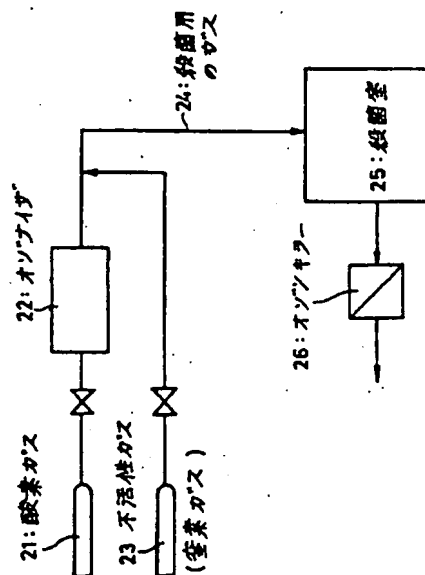 21:酸素ガス
22:オゾナイザ
23 不活性ガス
(窒素ガス)
24:殺菌用
のガス
25:殺菌室
26:オゾンキラー